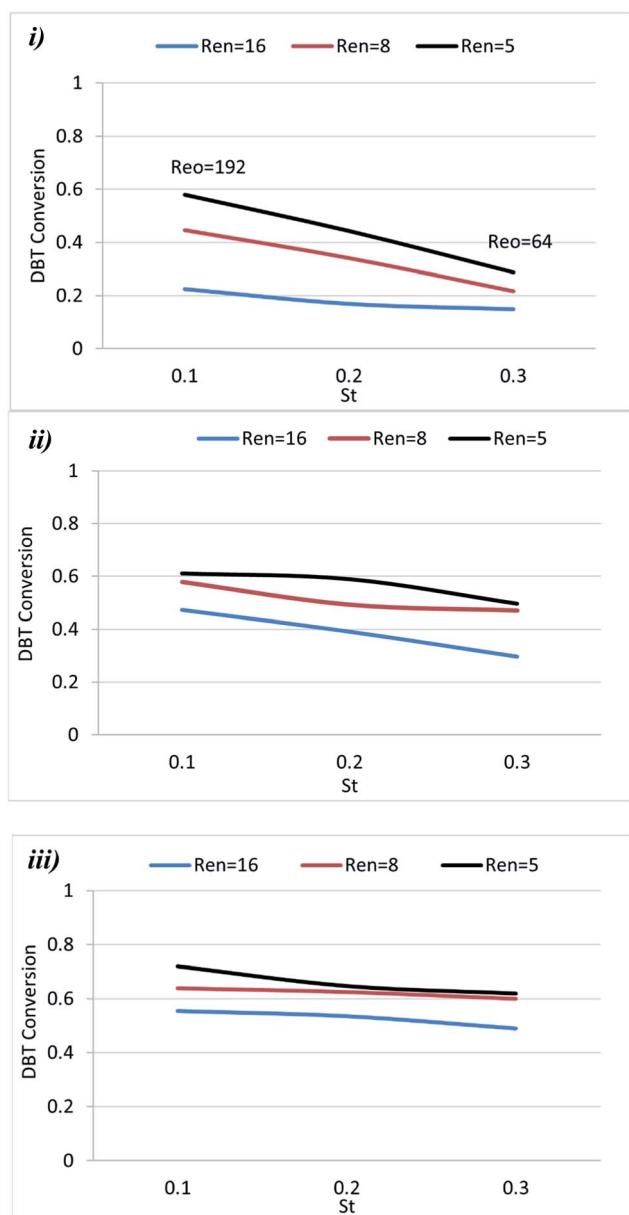 i)
Ren=16 Ren=8 Ren=5
1
0.8
Reo=192
0.6
Reo=64
0.4
0.2
0
DBT Conversion
0.1 0.2 0.3
St
ii)
Ren=16 Ren=8 Ren=5
1
0.8
0.6
0.4
0.2
0
DBT Conversion
0.1 0.2 0.3
St
iii)
Ren=16 Ren=8 Ren=5
1
0.8
0.6
0.4
0.2
0
DBT Conversion
0.1 0.2 0.3
St